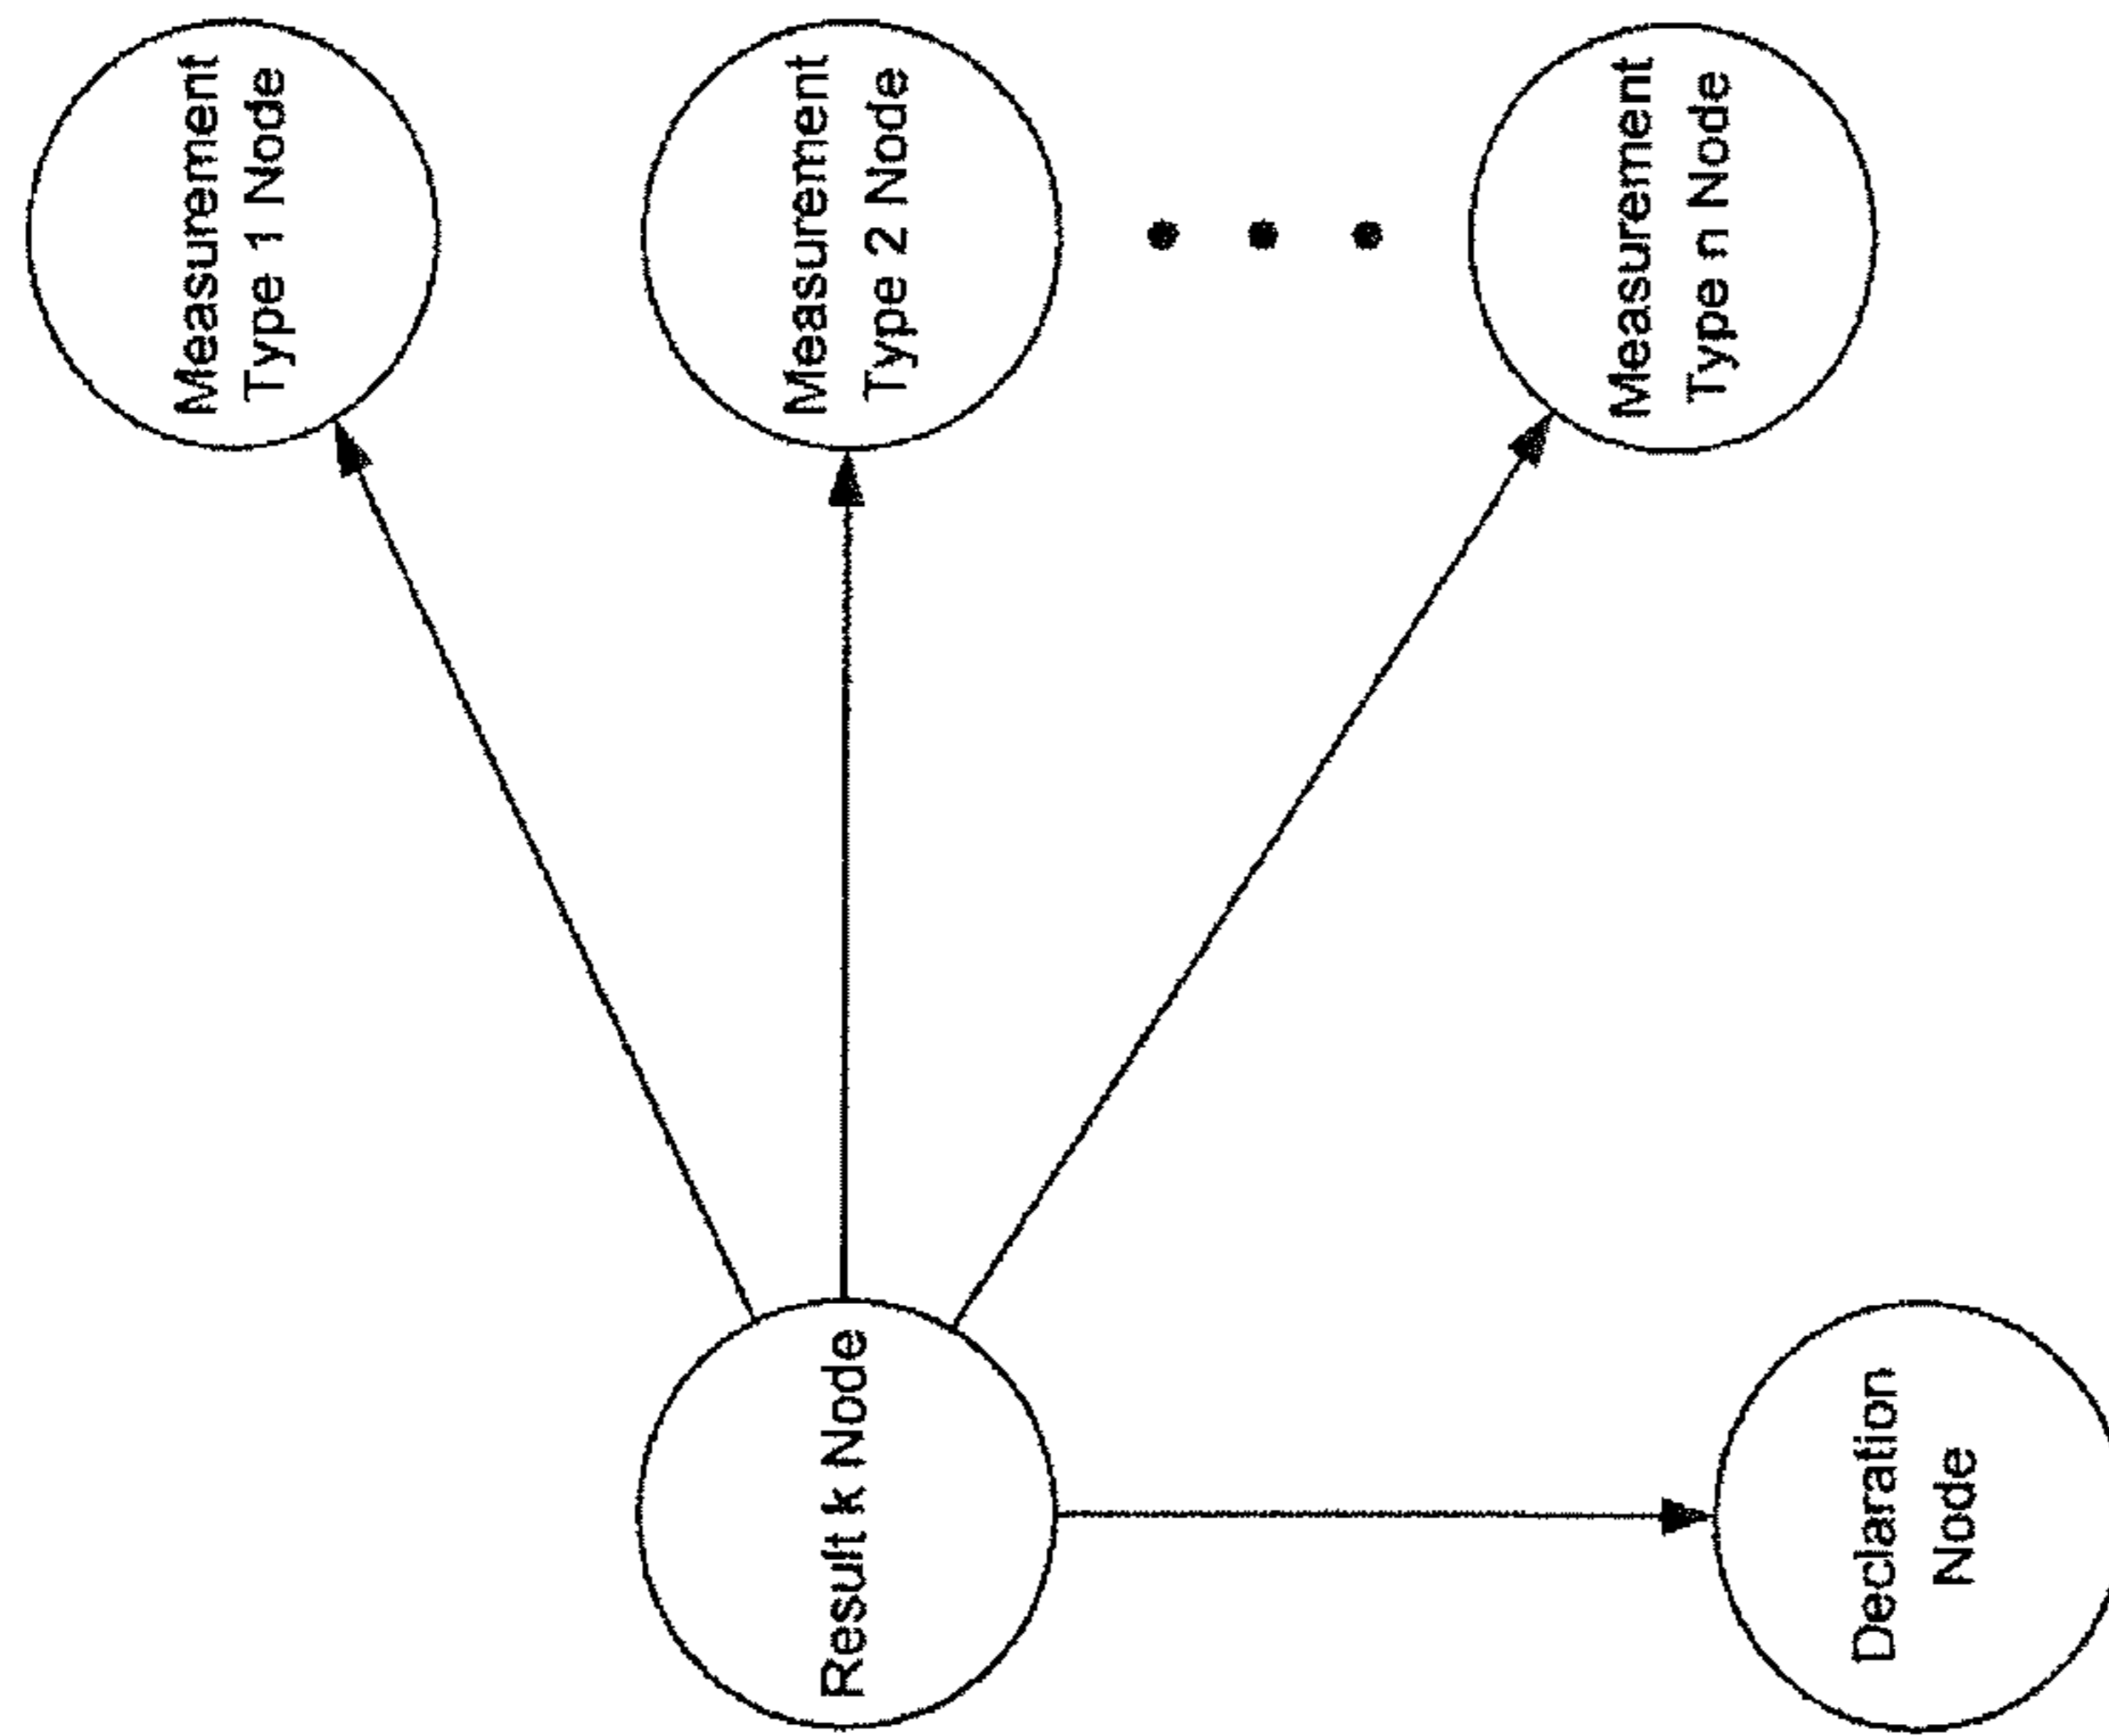 Measurement
Type 1 Node
Measurement
Type 2 Node
Measurement
Type n Node
Result k Node
Declaration
Node